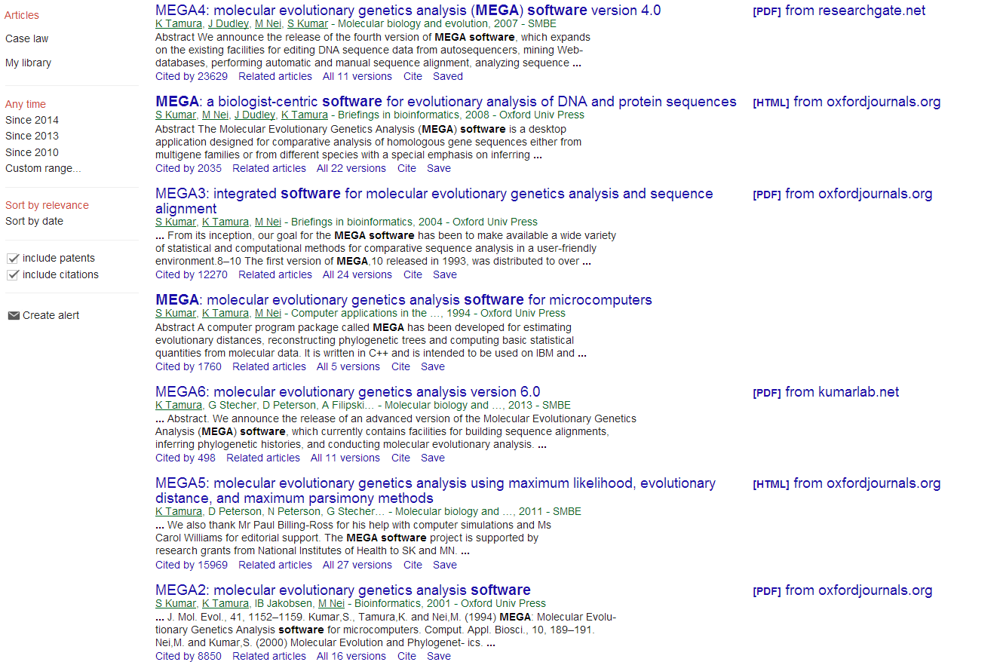 Articles
Case law
My library
Any time
Since 2014
Since 2013
Since 2010
Custom range...
Sort by relevance
Sort by date
include patents
include citations
Create alert
MEGA4: molecular evolutionary genetics analysis (MEGA) software version 4.0
[PDF] from researchgate.net
K Tamura, J Dudley, M Nei, S Kumar - Molecular biology and evolution, 2007 - SMBE
Abstract We announce the release of the fourth version of MEGA software, which expands
on the existing facilities for editing DNA sequence data from autosequencers, mining Web-
databases, performing automatic and manual sequence alignment, analyzing sequence ...
Cited by 23629 Related articles All 11 versions Cite Saved
MEGA: a biologist-centric software for evolutionary analysis of DNA and protein sequences
[HTML] from oxfordjournals.org
S Kumar, M Nei, J Dudley, K Tamura - Briefings in bioinformatics, 2008 - Oxford Univ Press
Abstract The Molecular Evolutionary Genetics Analysis (MEGA) software is a desktop
application designed for comparative analysis of homologous gene sequences either from
multigene families or from different species with a special emphasis on inferring ...
Cited by 2035 Related articles All 22 versions Cite Save
MEGA3: integrated software for molecular evolutionary genetics analysis and sequence
alignment
[PDF] from oxfordjournals.org
S Kumar, K Tamura, M Nei - Briefings in bioinformatics, 2004 - Oxford Univ Press
... From its inception, our goal for the MEGA software has been to make available a wide variety
of statistical and computational methods for comparative sequence analysis in a user-friendly
environment.8–10 The first version of MEGA,10 released in 1993, was distributed to over ...
Cited by 12270 Related articles All 24 versions Cite Save
MEGA: molecular evolutionary genetics analysis software for microcomputers
S Kumar, K Tamura, M Nei - Computer applications in the ..., 1994 - Oxford Univ Press
Abstract A computer program package called MEGA has been developed for estimating
evolutionary distances, reconstructing phylogenetic trees and computing basic statistical
quantities from molecular data. It is written in C++ and is intended to be used on IBM and ...
Cited by 1760 Related articles All 5 versions Cite Save
MEGA6: molecular evolutionary genetics analysis version 6.0
[PDF] from kumarlab.net
K Tamura, G Stecher, D Peterson, A Filipski... - Molecular biology and ..., 2013 - SMBE
... Abstract. We announce the release of an advanced version of the Molecular Evolutionary Genetics
Analysis (MEGA) software, which currently contains facilities for building sequence alignments,
inferring phylogenetic histories, and conducting molecular evolutionary analysis. ...
Cited by 498 Related articles All 11 versions Cite Save
MEGA5: molecular evolutionary genetics analysis using maximum likelihood, evolutionary
distance, and maximum parsimony methods
[HTML] from oxfordjournals.org
K Tamura, D Peterson, N Peterson, G Stecher... - Molecular biology and ..., 2011 - SMBE
... We also thank Mr Paul Billing-Ross for his help with computer simulations and Ms
Carol Williams for editorial support. The MEGA software project is supported by
research grants from National Institutes of Health to SK and MN. ...
Cited by 15969 Related articles All 27 versions Cite Save
MEGA2: molecular evolutionary genetics analysis software
[PDF] from oxfordjournals.org
S Kumar, K Tamura, IB Jakobsen, M Nei - Bioinformatics, 2001 - Oxford Univ Press
... J. Mol. Evol., 41, 1152–1159. Kumar,S., Tamura,K. and Nei,M. (1994) MEGA: Molecular Evolu-
tionary Genetics Analysis software for microcomputers. Comput. Appl. Biosci., 10, 189–191.
Nei,M. and Kumar,S. (2000) Molecular Evolution and Phylogenet- ics. ...
Cited by 8850 Related articles All 16 versions Cite Save